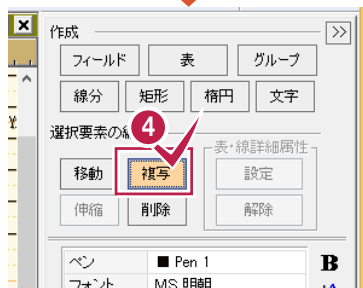 作成
>>
フィールド 表 グループ
線分 矩形 楕円 文字
選択要素の
4
表・線詳細属性
移動 複写 設定
伸縮 削除 解除
ペン ■ Pen 1 B
フォント MS 明朝